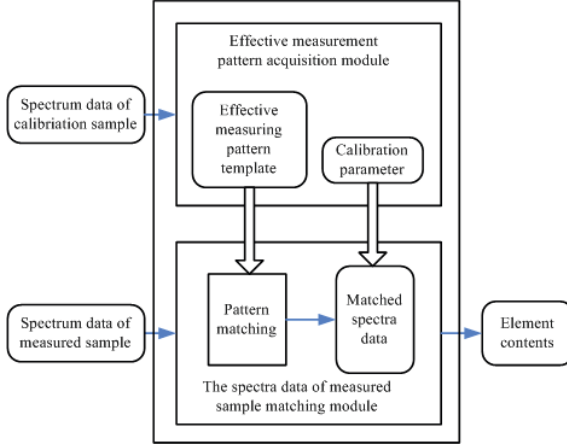 Effective measurement
pattern acquisition module
Spectrum data of
calibriation sample
Effective
measuring
pattern
template
Calibration
parameter
Spectrum data of
measured sample
Pattern
matching
Matched
spectra
data
Element
contents
The spectra data of measured
sample matching module